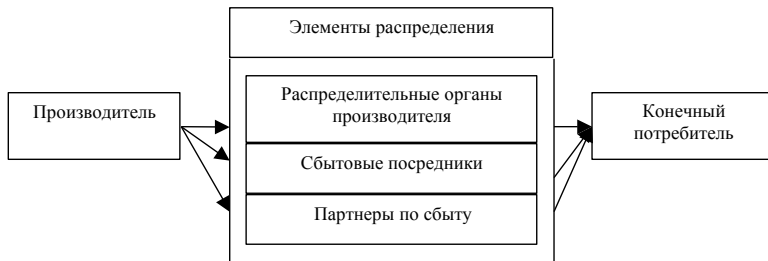 Элементы распределения
Производитель
Распределительные органы
производителя
Сбытовые посредники
Партнеры по сбыту
Конечный
потребитель